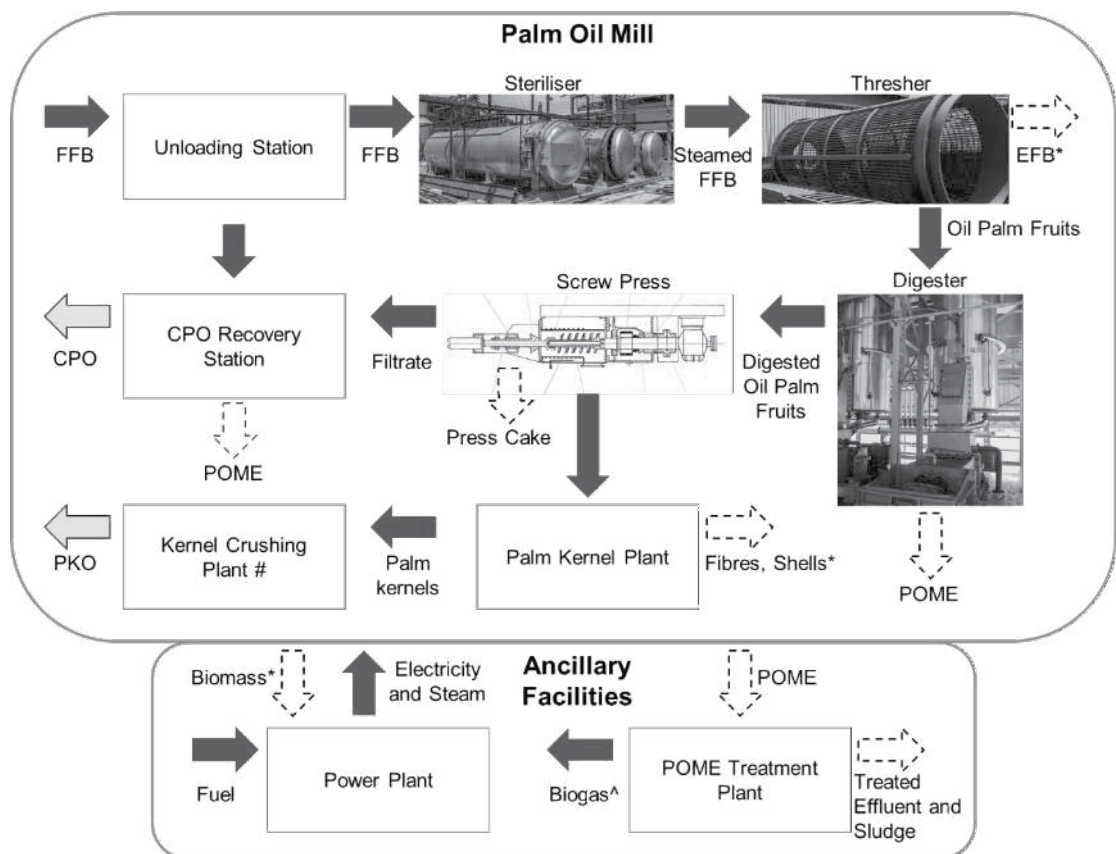 Palm Oil Mill
Steriliser
Thresher
FFB
Unloading Station
FFB
Steamed
FFB
EFB*
Oil Palm Fruits
Screw Press
Digester
CPO
CPO Recovery
Station
Filtrate
Digested
Oil Palm
Fruits
Press Cake
POME
PKO
Kernel Crushing
Plant #
Palm
kernels
Palm Kernel Plant
Fibres, Shells*
POME
Biomass*
Electricity
and Steam
Ancillary
Facilities
POME
Fuel
Power Plant
Biogas^
POME Treatment
Plant
Treated
Effluent and
Sludge